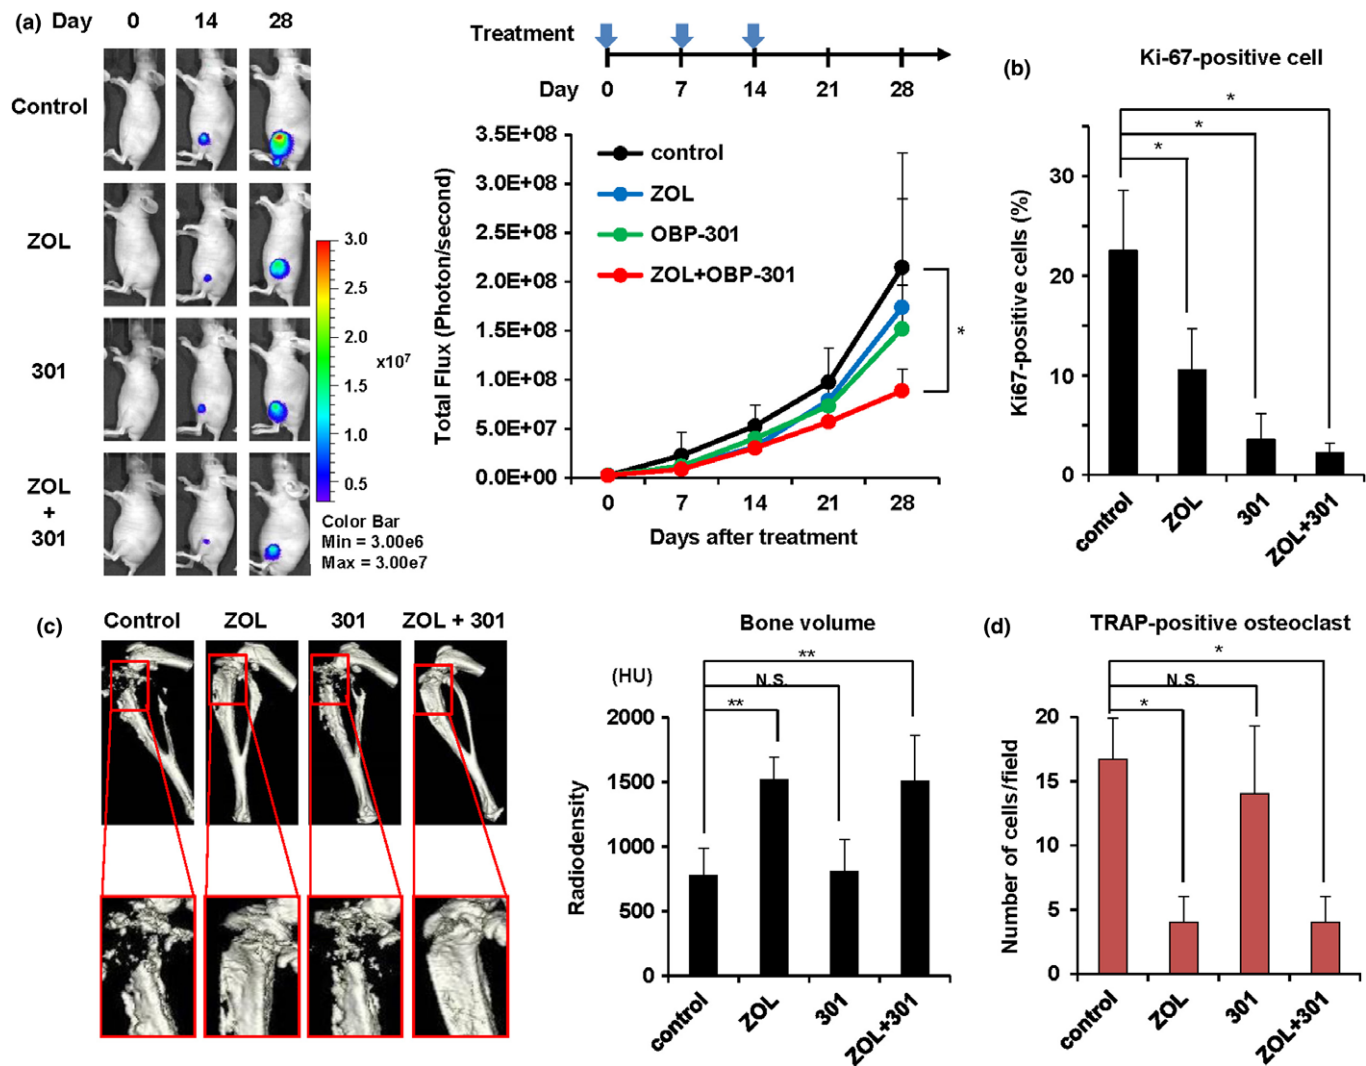 (a) Day 0 14 28
Control
ZOL
301
ZOL
+
301
3.0
2.5
2.0
x10⁷
1.5
1.0
0.5
Color Bar
Min = 3.00e6
Max = 3.00e7
Treatment
Day 0 7 14 21 28
3.5E+08
3.0E+08
2.5E+08
2.0E+08
1.5E+08
1.0E+08
5.0E+07
0.0E+00
Total Flux (Photon/second)
control
ZOL
OBP-301
ZOL+OBP-301
*
0 7 14 21 28
Days after treatment
(b) Ki-67-positive cell
*
*
*
Ki67-positive cells (%)
30
20
10
0
control ZOL 301 ZOL+301
(c) Control ZOL 301 ZOL + 301
Bone volume
(HU)
**
N.S.
**
Radiodensity
2000
1500
1000
500
0
control ZOL 301 ZOL+301
(d) TRAP-positive osteoclast
*
N.S.
*
Number of cells/field
20
15
10
5
0
control ZOL 301 ZOL+301